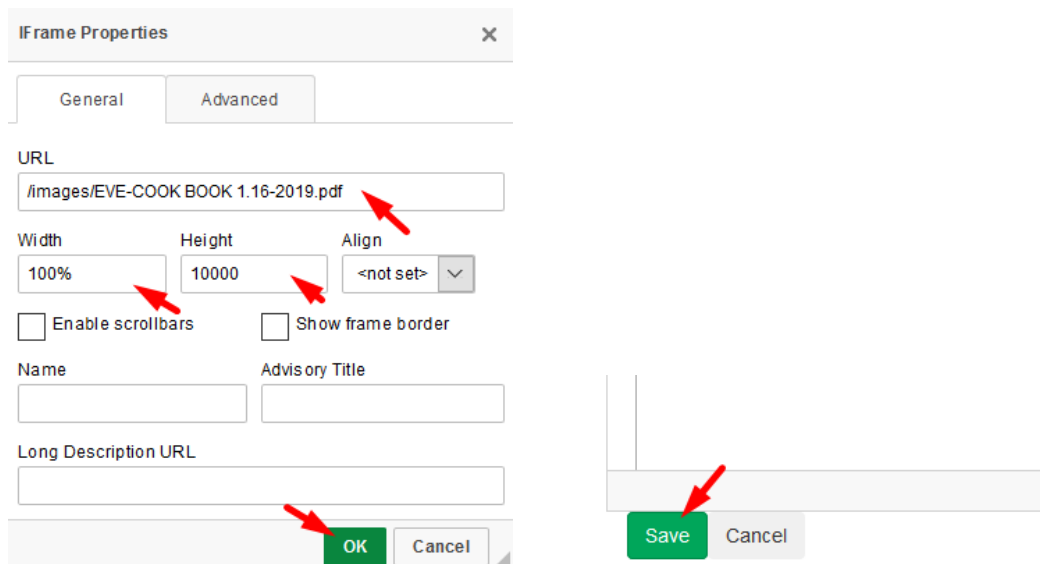 IFrame Properties
General Advanced
URL
/images/EVE-COOK BOOK 1.16-2019.pdf
Width Height Align
100% 10000 <not set>
Enable scrollbars Show frame border
Name Advisory Title
Long Description URL
OK Cancel
Save Cancel